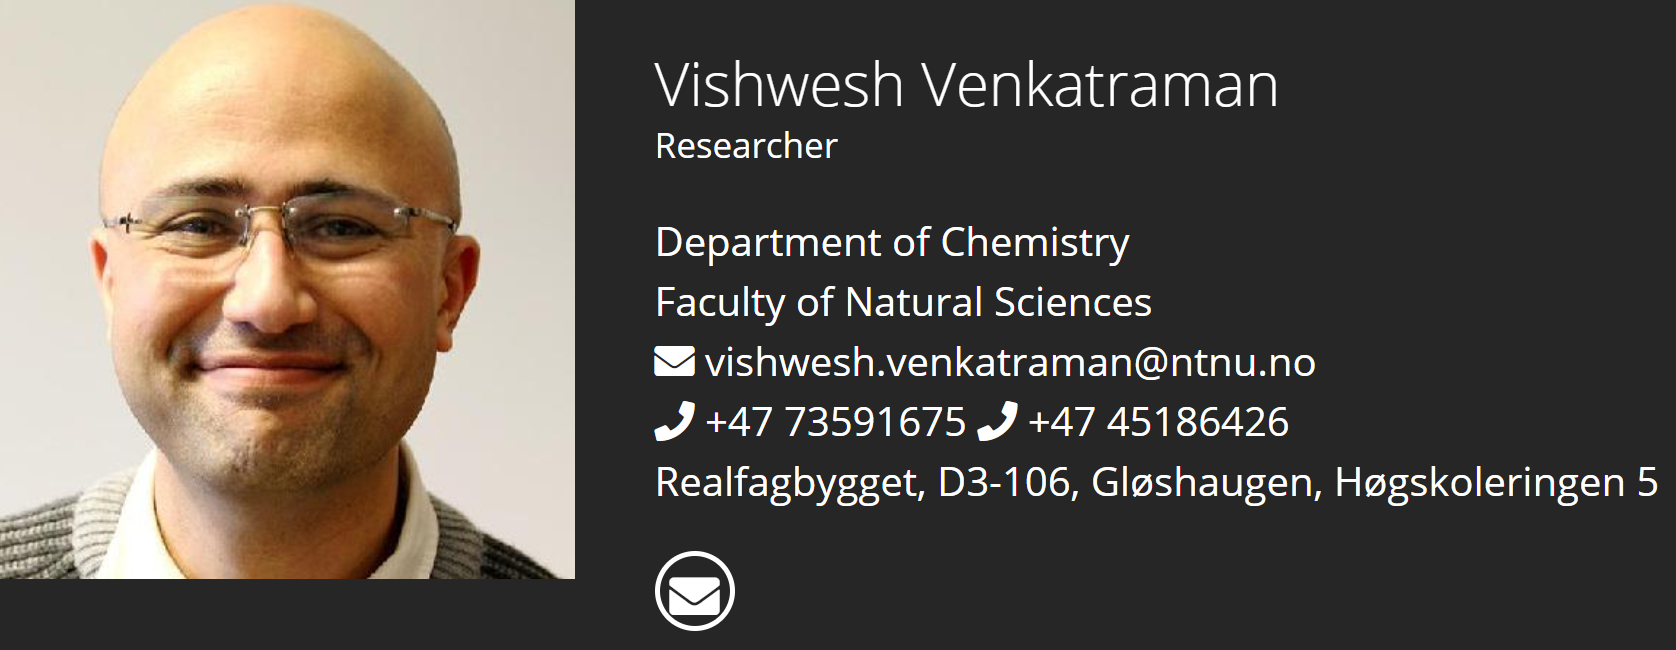 Vishwesh Venkatraman
Researcher
Department of Chemistry
Faculty of Natural Sciences
vishwesh.venkatraman@ntnu.no
+47 73591675 +47 45186426
Realfagbygget, D3-106, Gløshaugen, Høgskoleringen 5